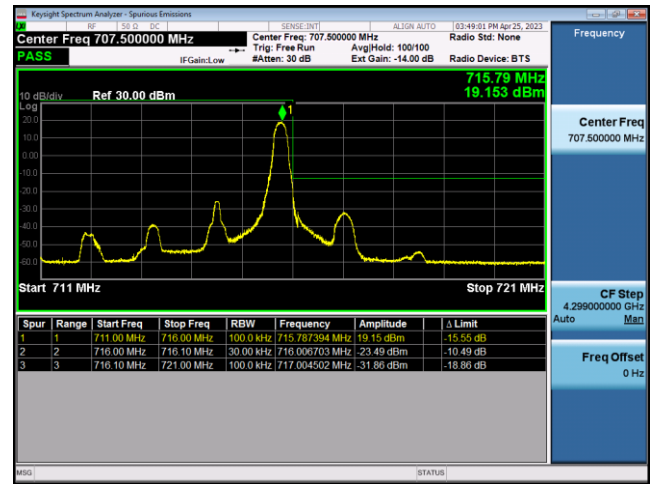 Keysight Spectrum Analyzer - Spurious Emissions
RF 50 Ω DC SENSE:INT ALIGN AUTO 03:49:01 PM Apr 25, 2023
Center Freq 707.500000 MHz
PASS
IFGain:Low
Center Freq: 707.500000 MHz
Trig: Free Run
#Atten: 30 dB
Avg|Hold: 100/100
Ext Gain: -14.00 dB
Radio Std: None
Radio Device: BTS
715.79 MHz
19.153 dBm
10 dB/div Ref 30.00 dBm
Log
1
20.0
10.0
0.00
-10.0
-20.0
-30.0
-40.0
-50.0
-60.0
Start 711 MHz Stop 721 MHz
Spur Range Start Freq Stop Freq RBW Frequency Amplitude Δ Limit
1 1 711.00 MHz 716.00 MHz 100.0 kHz 715.787394 MHz 19.15 dBm -15.55 dB
2 2 716.00 MHz 716.10 MHz 30.00 kHz 716.006703 MHz -23.49 dBm -10.49 dB
3 3 716.10 MHz 721.00 MHz 100.0 kHz 717.004502 MHz -31.86 dBm -18.86 dB
MSG STATUS
Frequency
Center Freq
707.500000 MHz
CF Step
4.299000000 GHz
Auto Man
Freq Offset
0 Hz